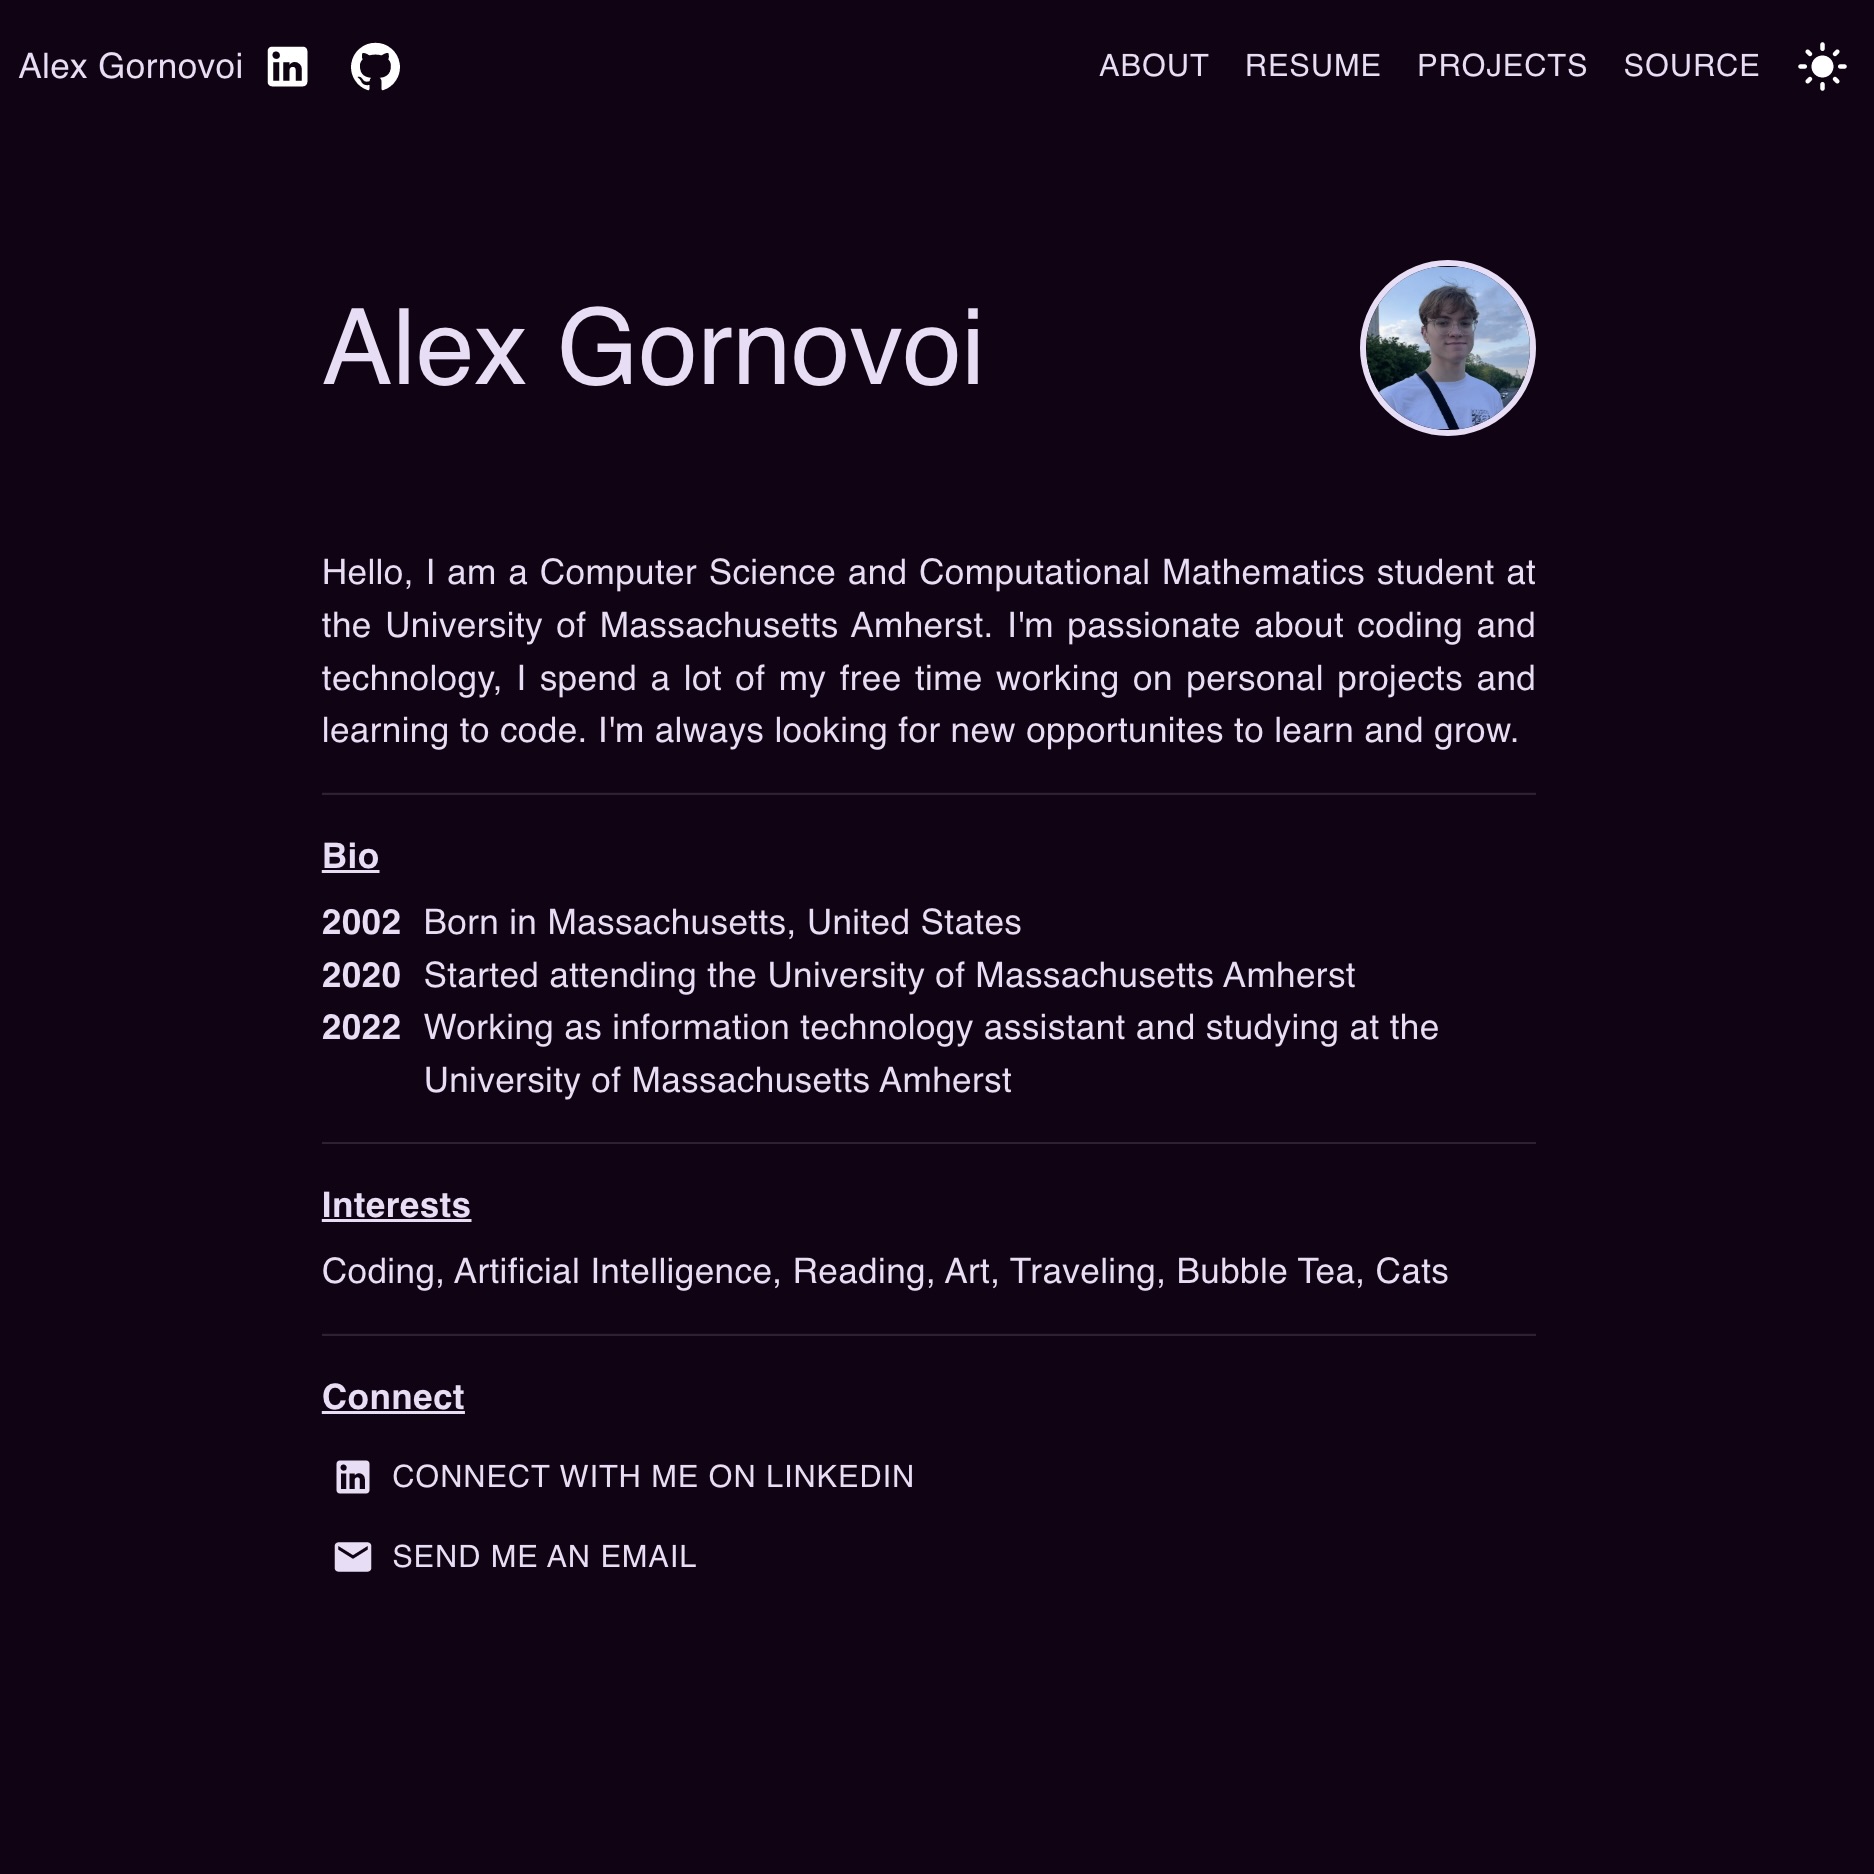 Alex Gornovoi in ABOUT RESUME PROJECTS SOURCE
Alex Gornovoi
Hello, I am a Computer Science and Computational Mathematics student at
the University of Massachusetts Amherst. I'm passionate about coding and
technology, I spend a lot of my free time working on personal projects and
learning to code. I'm always looking for new opportunites to learn and grow.
Bio
2002 Born in Massachusetts, United States
2020 Started attending the University of Massachusetts Amherst
2022 Working as information technology assistant and studying at the
University of Massachusetts Amherst
Interests
Coding, Artificial Intelligence, Reading, Art, Traveling, Bubble Tea, Cats
Connect
in CONNECT WITH ME ON LINKEDIN
SEND ME AN EMAIL